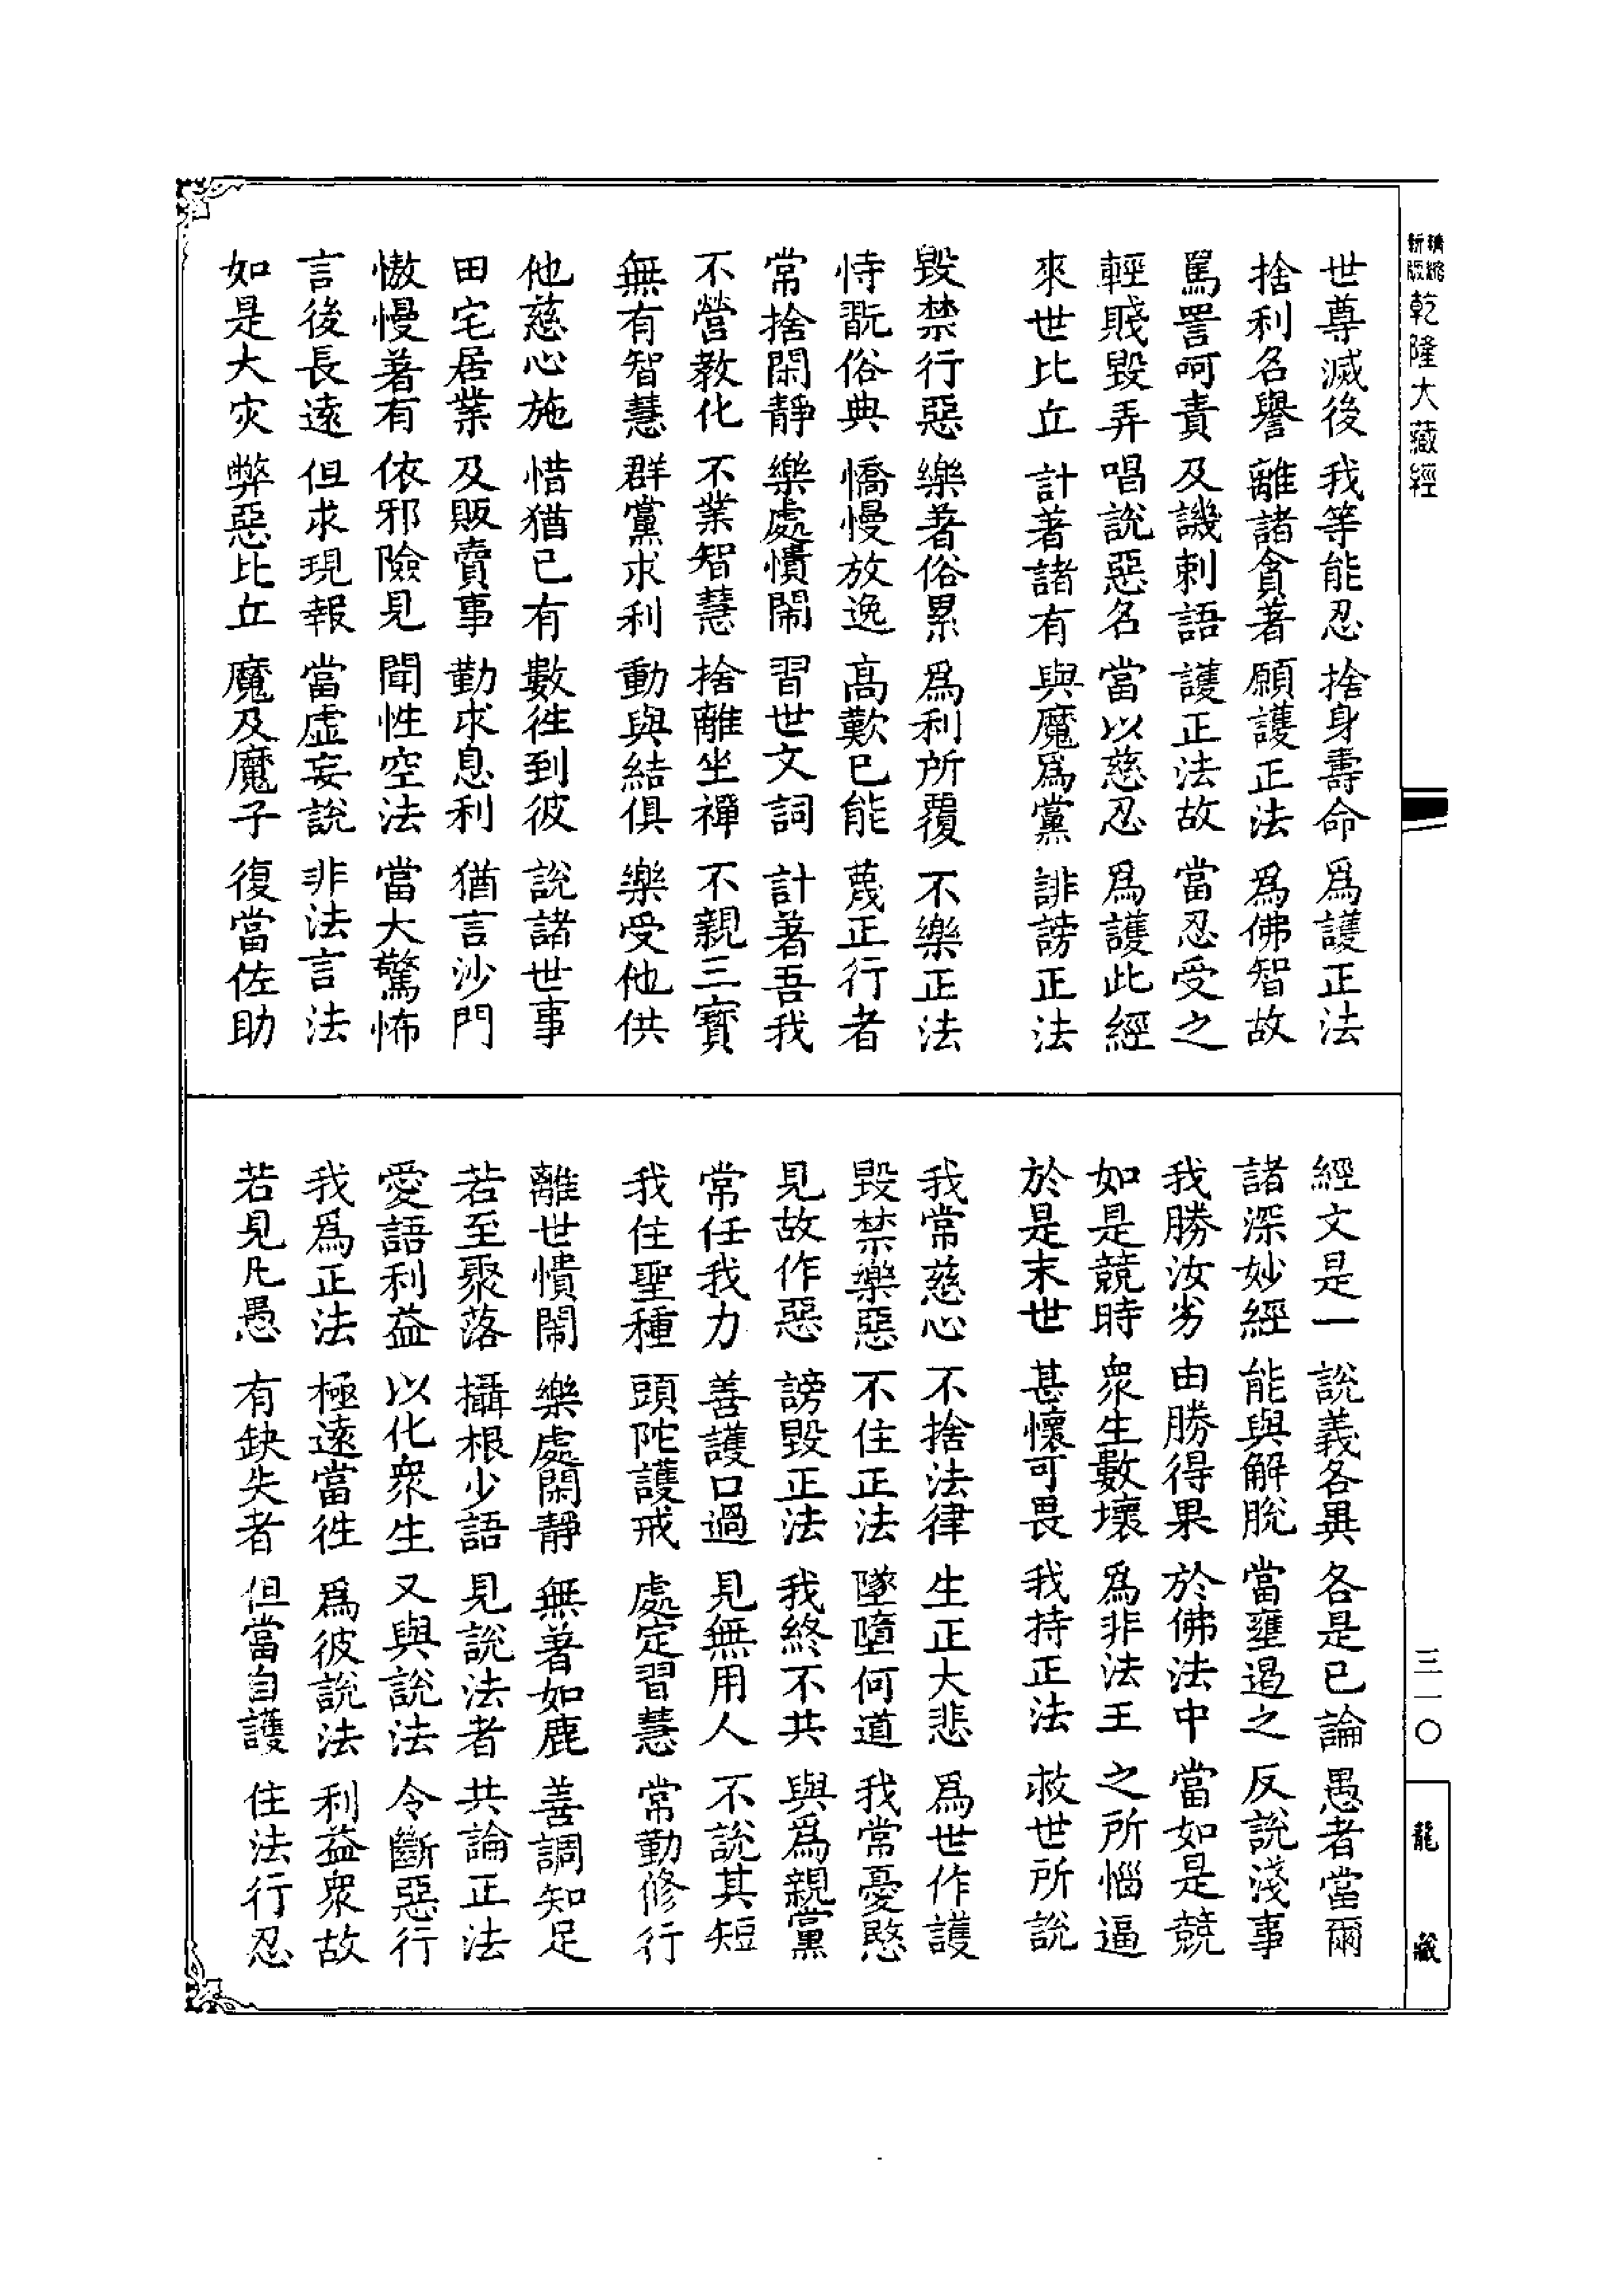 精縮
新版
乾隆大藏經
世尊滅後 我等能忍 捨身壽命 爲護正法
捨利名譽 離諸貪著 願護正法 爲佛智故
罵詈呵責 及譏刺語 護正法故 當忍受之
輕賤毀弄 唱說惡名 當以慈忍 爲護此經
來世比丘 計著諸有 與魔爲黨 誹謗正法
毀禁行惡 樂著俗累 爲利所覆 不樂正法
恃翫俗典 憍慢放逸 高歎已能 蔑正行者
常捨閑靜 樂處憒閙 習世文詞 計著吾我
不營教化 不業智慧 捨離坐禪 不親三寳
無有智慧 群黨求利 動與結俱 樂受他供
他慈心施 惜猶已有 數徃到彼 說諸世事
田宅居業 及販賣事 勤求息利 猶言沙門
慠慢著有 依邪險見 聞性空法 當大驚怖
言後長遠 但求現報 當虛妄說 非法言法
如是大灾 弊惡比丘 魔及魔子 復當佐助
經文是一 說義各異 各是已論 愚者當爾
諸深妙經 能與解脫 當壅遏之 反說淺事
我勝汝劣 由勝得果 於佛法中 當如是競
如是競時 衆生數壞 爲非法王 之所惱逼
於是末世 甚懷可畏 我持正法 救世所說
我常慈心 不捨法律 生正大悲 爲世作護
毀禁樂惡 不住正法 墜墮何道 我常憂愍
見故作惡 謗毀正法 我終不共 與爲親黨
常任我力 善護口過 見無用人 不說其短
我住聖種 頭陀護戒 處定習慧 常勤修行
離世憒閙 樂處閑靜 無著如鹿 善調知足
若至聚落 攝根少語 見說法者 共論正法
愛語利益 以化衆生 又與說法 令斷惡行
我爲正法 極遠當徃 爲彼說法 利益衆故
若見凡愚 有缺失者 但當自護 住法行忍
三一〇
龍藏